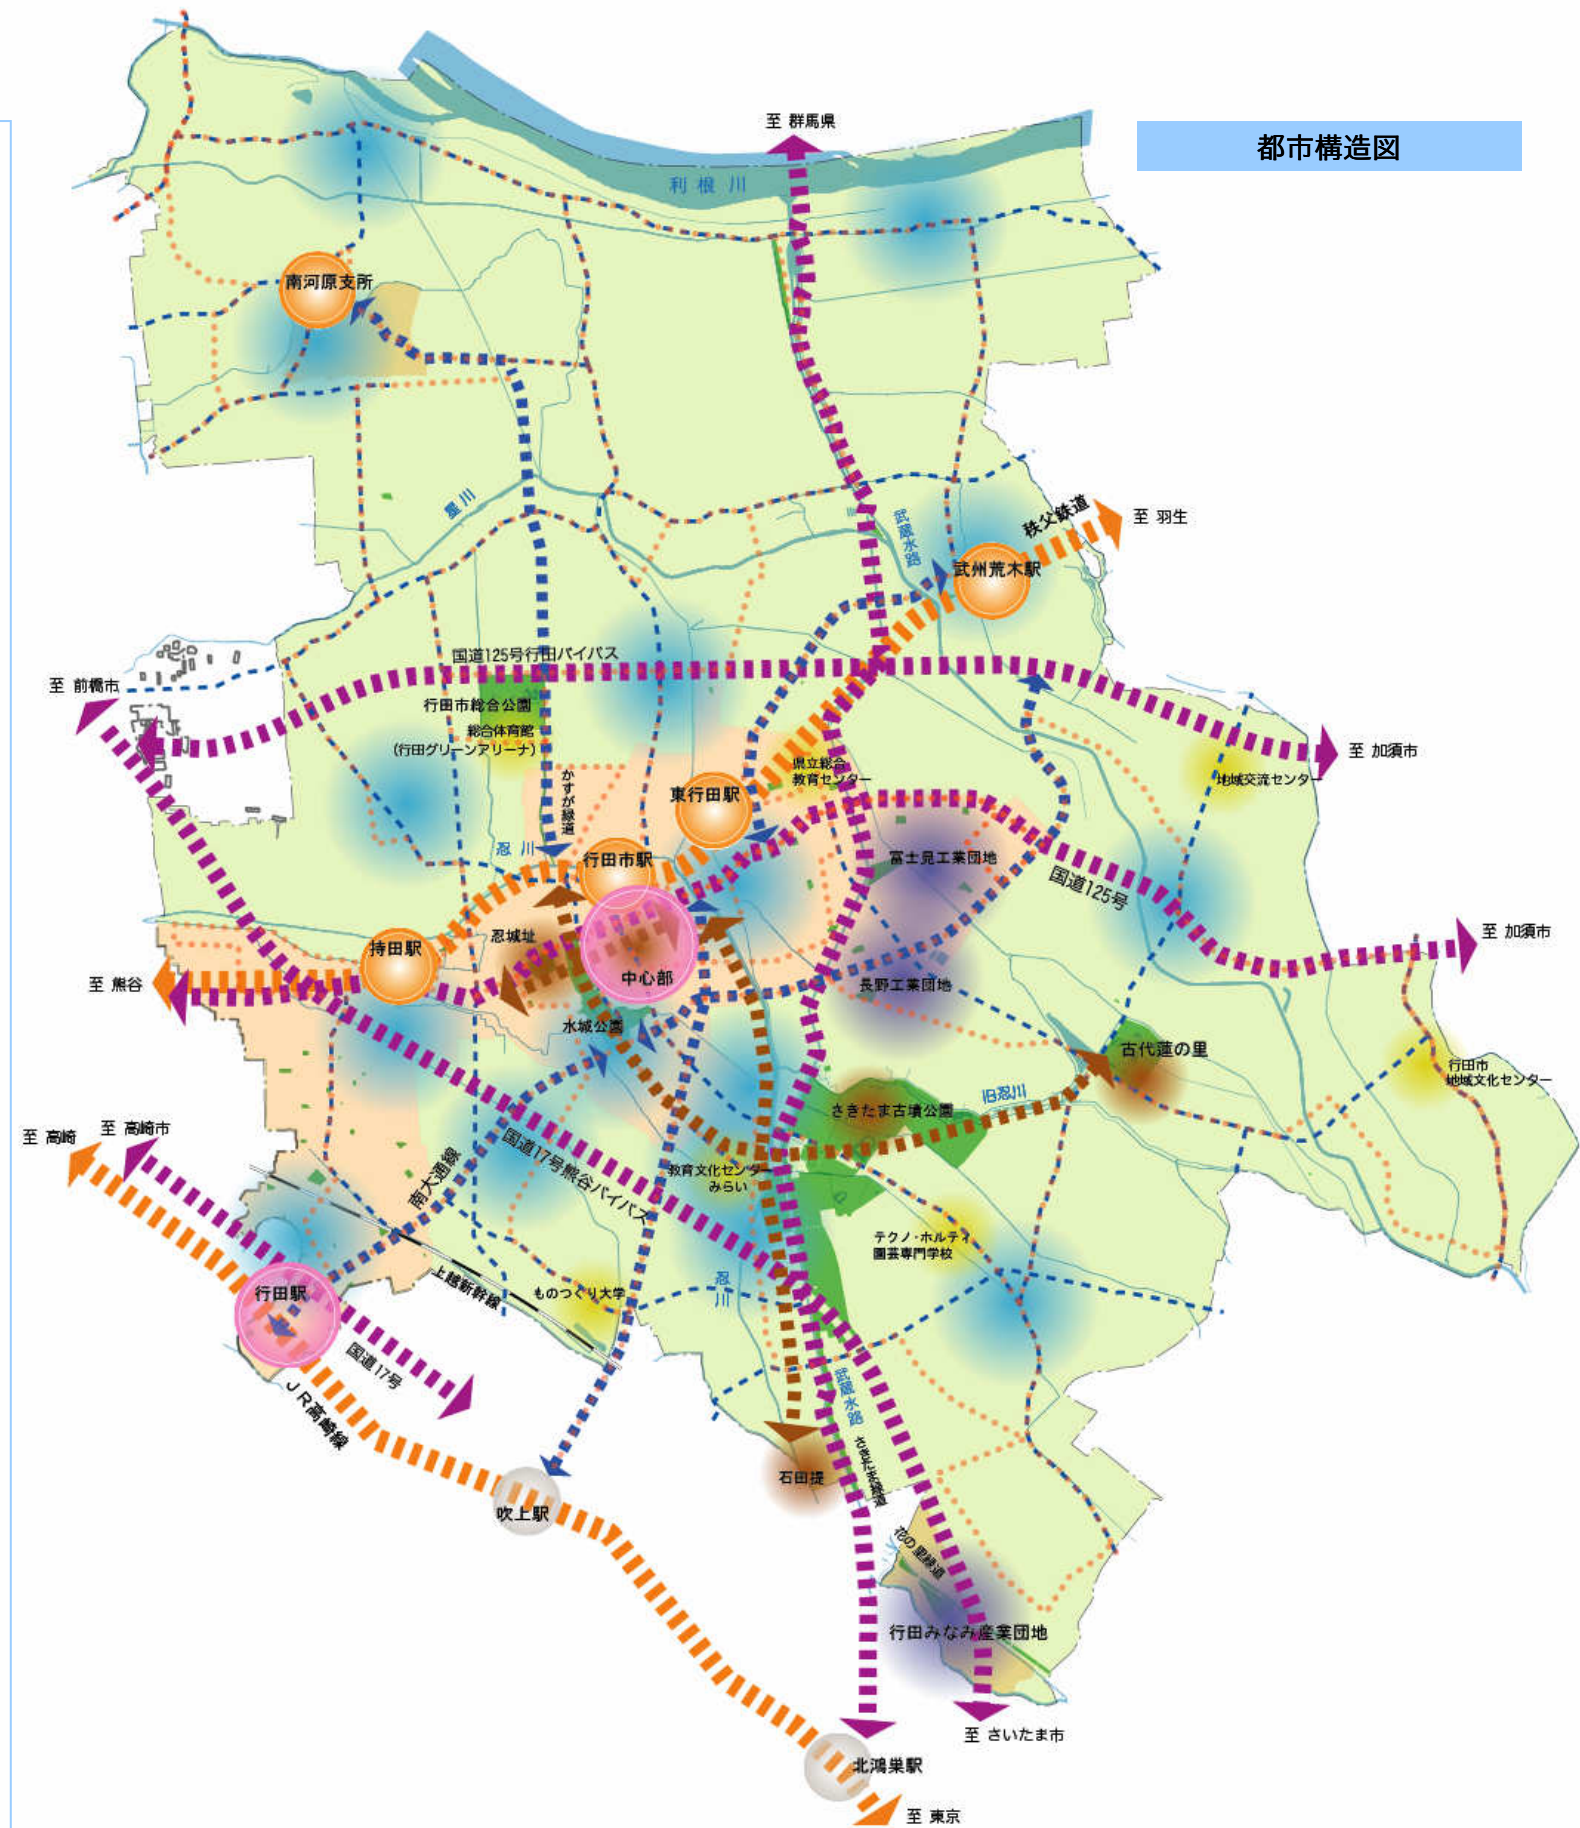 至 群馬県
都市構造図
利根川
南河原支所
星川
武蔵水路
秩父鉄道
至 羽生
武州荒木駅
国道125号行田バイパス
至 前橋市
行田市総合公園
総合体育館
(行田グリーンアリーナ)
県立総合
教育センター
至 加須市
地域交流センター
かすが緑道
東行田駅
忍川
行田市駅
富士見工業団地
国道125号
持田駅
忍城址
至 加須市
至 熊谷
中心部
長野工業団地
水城公園
古代蓮の里
行田市
地域文化センター
さきたま古墳公園
旧忍川
至 高崎
至 高崎市
国道17号熊谷バイパス
南大通線
教育文化センター
みらい
テクノ・ホルティ
園芸専門学校
上越新幹線
忍川
行田駅
ものつくり大学
国道17号
JR高崎線
武蔵水路
さきたま緑道
石田堤
吹上駅
花の里緑道
行田みなみ産業団地
至 さいたま市
北鴻巣駅
至 東京